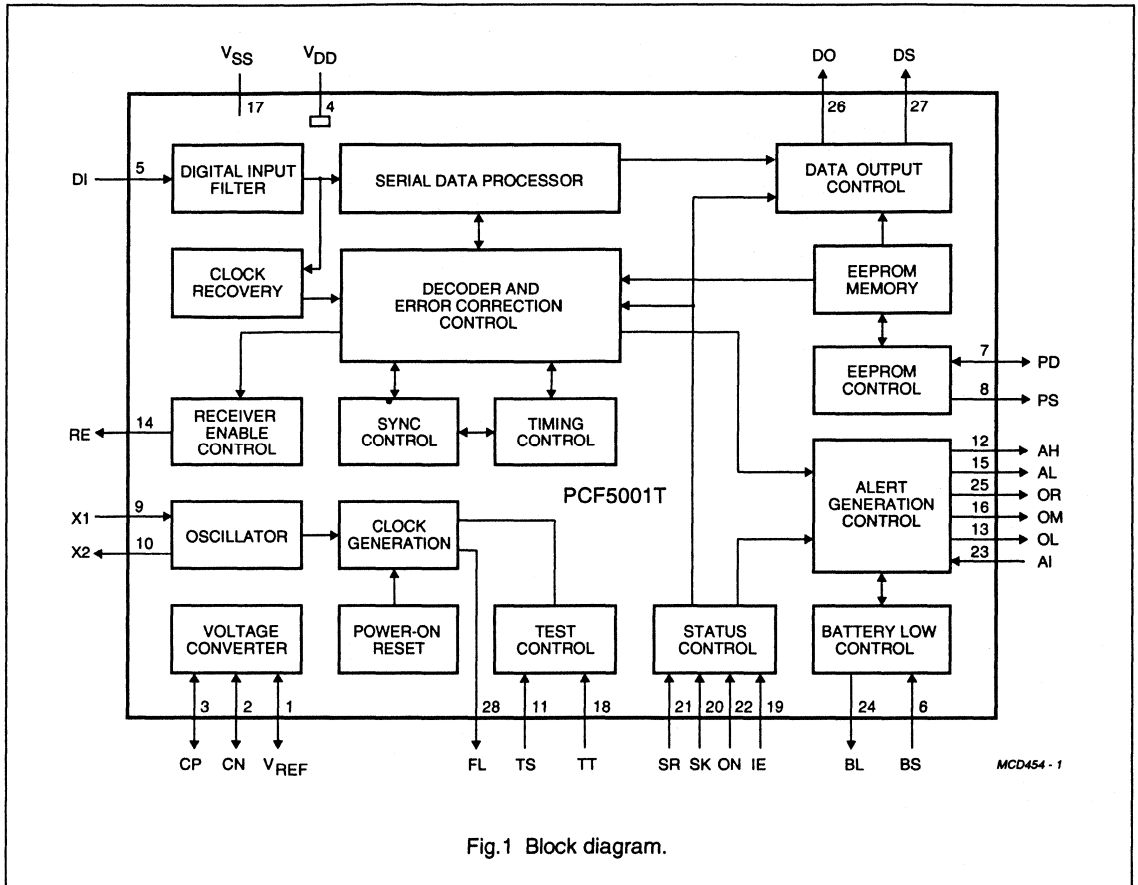 VSS VDD DO DS
17 4 26 27
DI 5 DIGITAL INPUT
FILTER
SERIAL DATA PROCESSOR
DATA OUTPUT
CONTROL
CLOCK
RECOVERY
DECODER AND
ERROR CORRECTION
CONTROL
EEPROM
MEMORY
EEPROM
CONTROL
7 PD
8 PS
RE 14 RECEIVER
ENABLE
CONTROL
SYNC
CONTROL
TIMING
CONTROL
PCF5001T
ALERT
GENERATION
CONTROL
12 AH
15 AL
25 OR
16 OM
13 OL
23 AI
X1 9
X2 10
OSCILLATOR
CLOCK
GENERATION
VOLTAGE
CONVERTER
POWER-ON
RESET
TEST
CONTROL
STATUS
CONTROL
BATTERY LOW
CONTROL
3 2 1 28 11 18 21 20 22 19 24 6
CP CN VREF FL TS TT SR SK ON IE BL BS
MCD454 - 1
Fig.1 Block diagram.